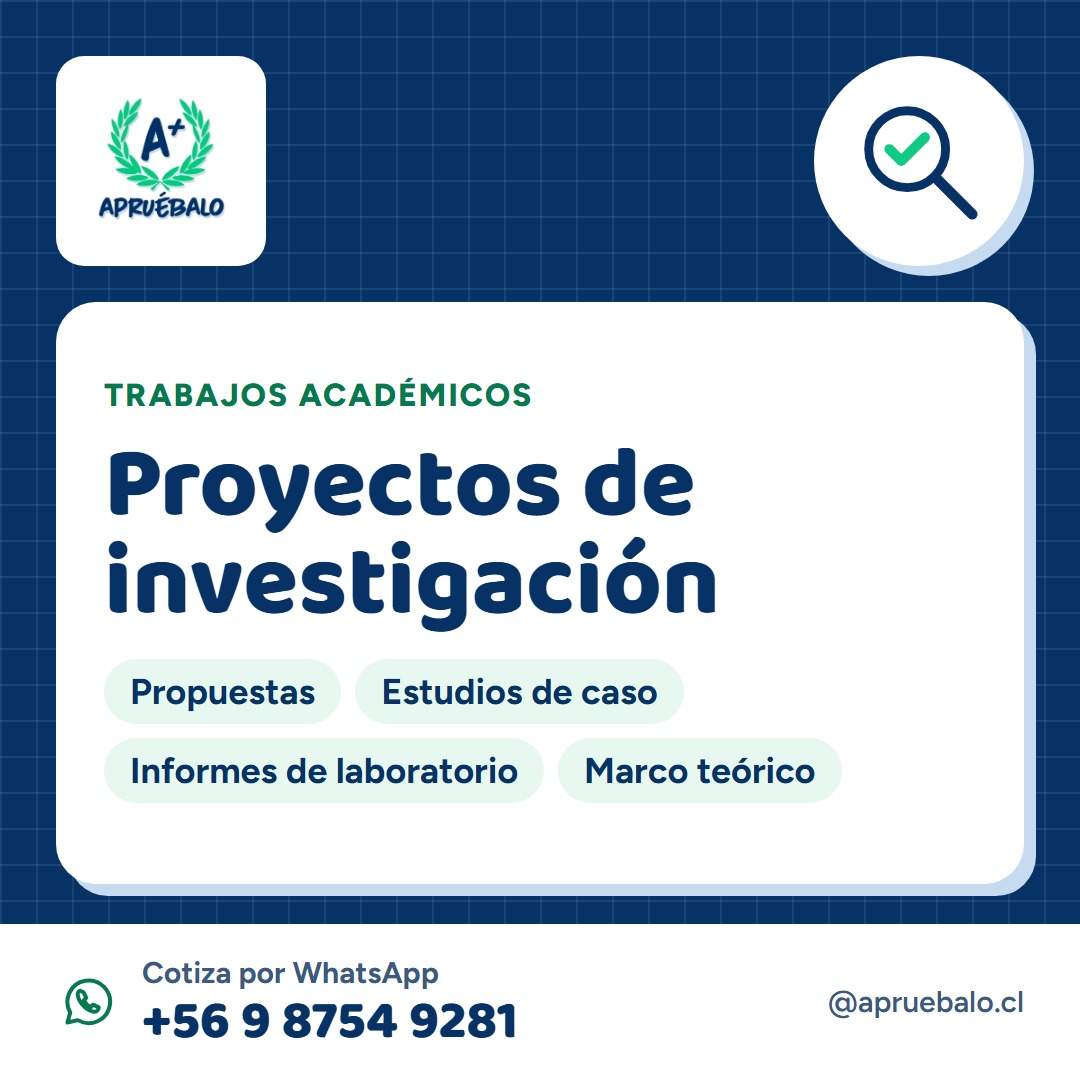 A+
APRUÉBALO
TRABAJOS ACADÉMICOS
Proyectos de
investigación
Propuestas
Estudios de caso
Informes de laboratorio
Marco teórico
Cotiza por WhatsApp
+56 9 8754 9281
@apruebalo.cl